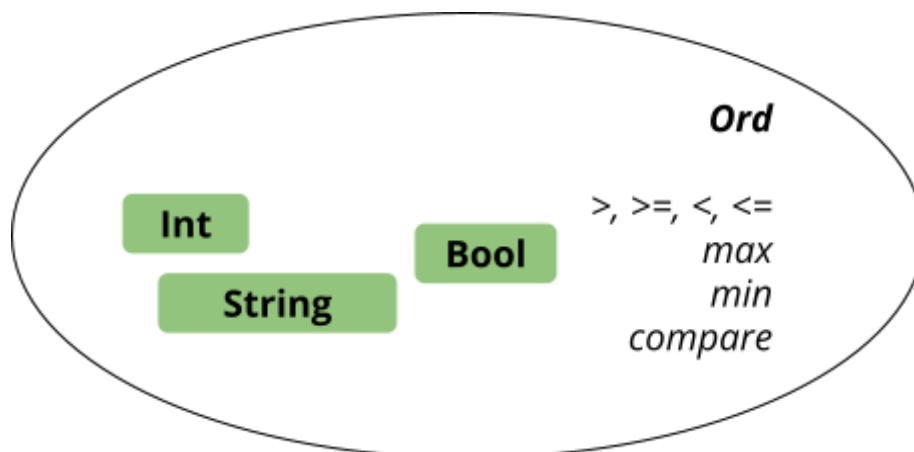 Ord
>, >=, <, <=
Int
max
Bool
min
String
compare